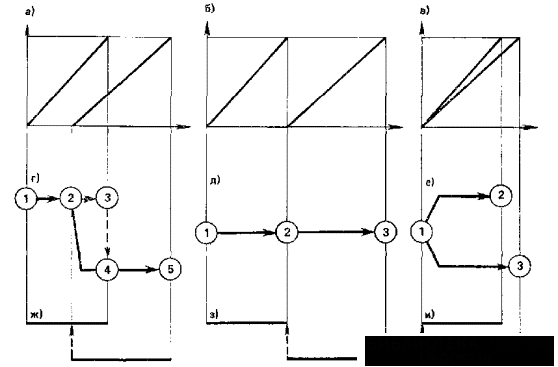 а) б) в)
г) д) е)
1 2 3 1 2 3 1 2
4 5 3
ж) з) и)